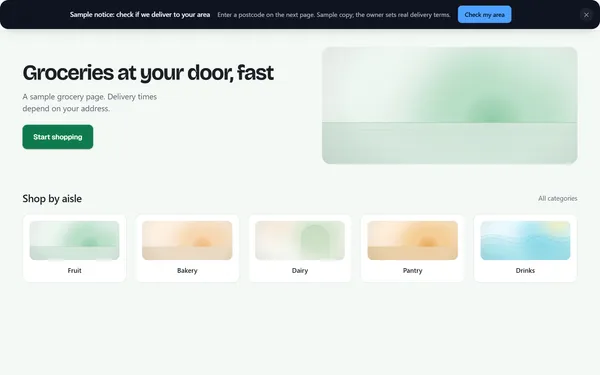 Sample notice: check if we deliver to your area Enter a postcode on the next page. Sample copy; the owner sets real delivery terms. Check my area
Groceries at your door, fast
A sample grocery page. Delivery times
depend on your address.
Start shopping
Shop by aisle All categories
Fruit Bakery Dairy Pantry Drinks